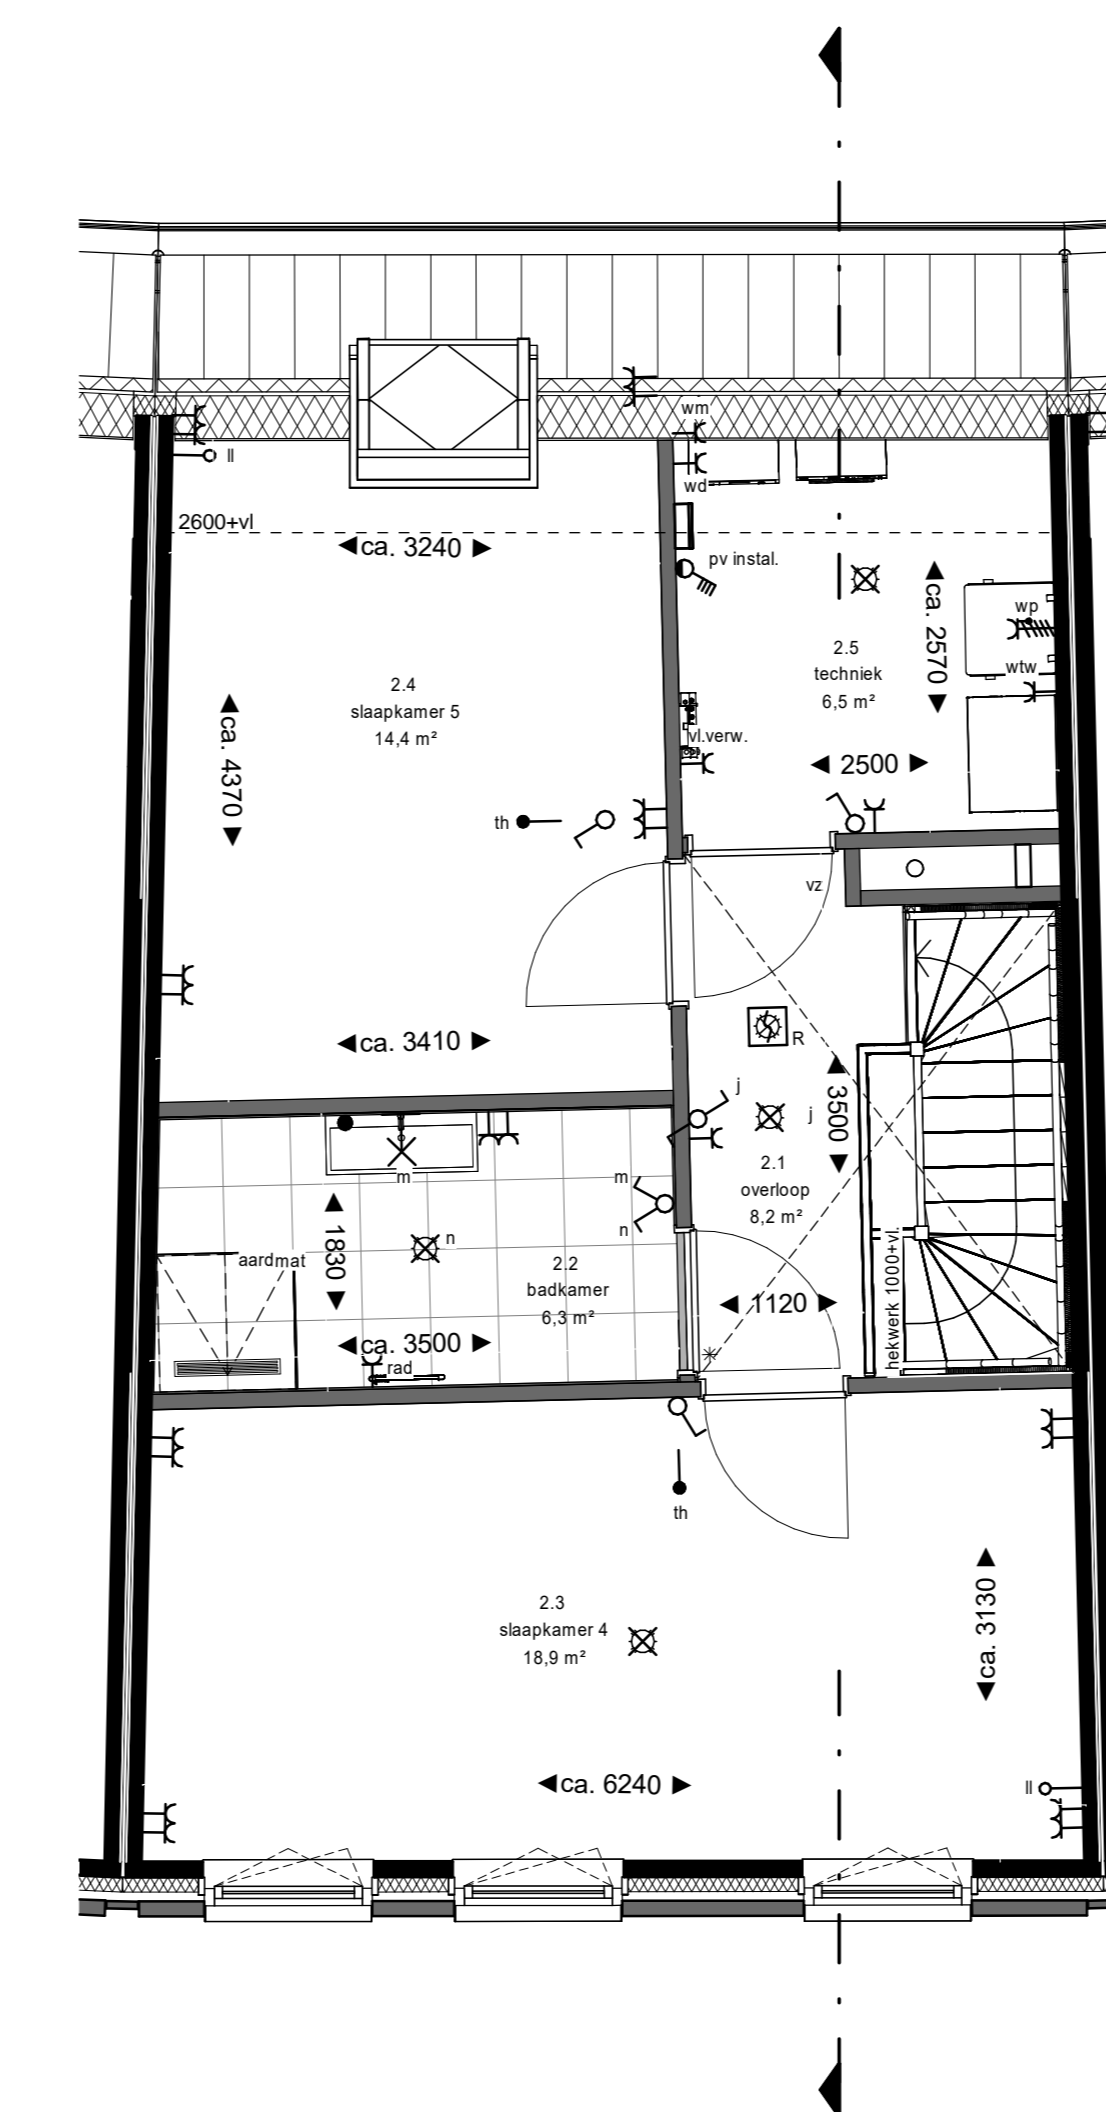 wm
ll
wd
2600+vl
ca. 3240
pv instal.
ca. 2570
wp
2.5
techniek
6,5 m²
wtw
2.4
slaapkamer 5
14,4 m²
ca. 4370
vl.verw.
2500
th
vz
R
ca. 3410
j
3500
j
2.1
overloop
8,2 m²
m
m
n
n
1830
aardmat
2.2
badkamer
6,3 m²
hekwerk 1000+vl.
1120
ca. 3500
rad
th
2.3
slaapkamer 4
18,9 m²
ca. 3130
ca. 6240
ll